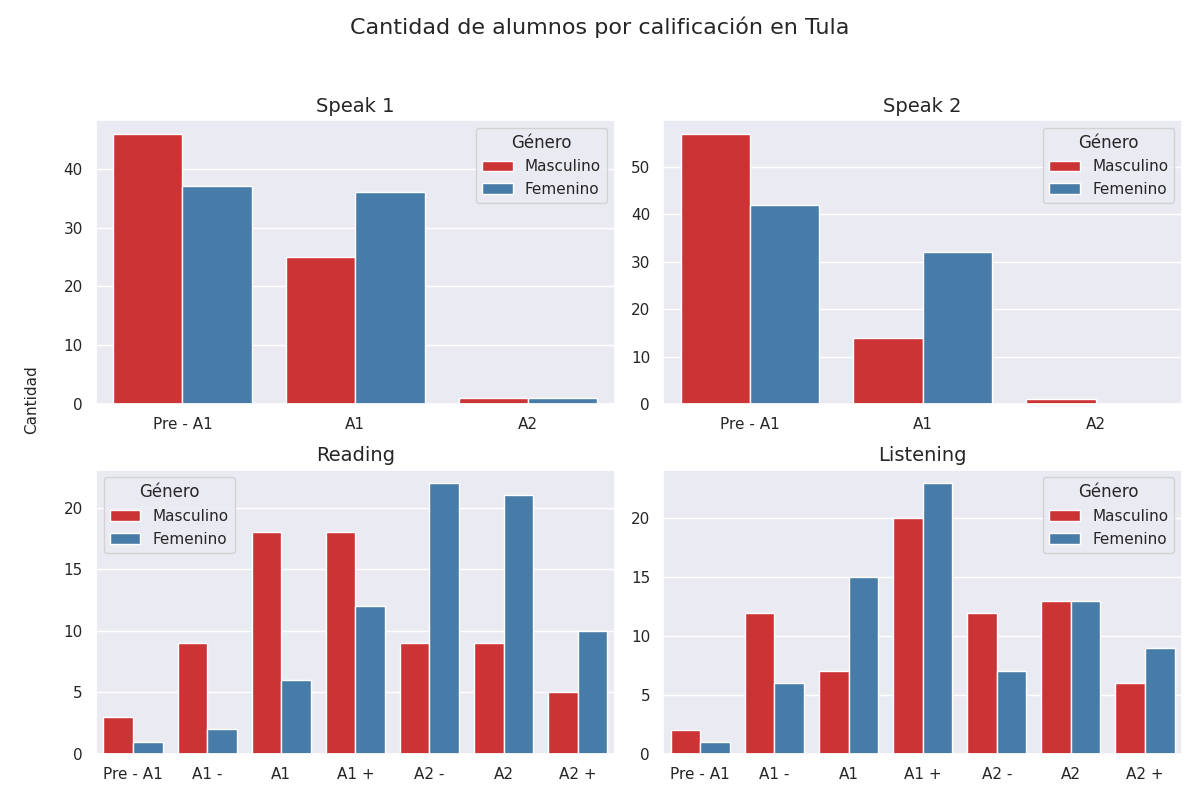 Cantidad de alumnos por calificación en Tula
Speak 1
Género
Masculino
Femenino
40
30
20
10
0
Pre - A1 A1 A2
Speak 2
Género
Masculino
Femenino
50
40
30
20
10
0
Pre - A1 A1 A2
Cantidad
Reading
Género
Masculino
Femenino
20
15
10
5
0
Pre - A1 A1 - A1 A1 + A2 - A2 A2 +
Listening
Género
Masculino
Femenino
20
15
10
5
0
Pre - A1 A1 - A1 A1 + A2 - A2 A2 +